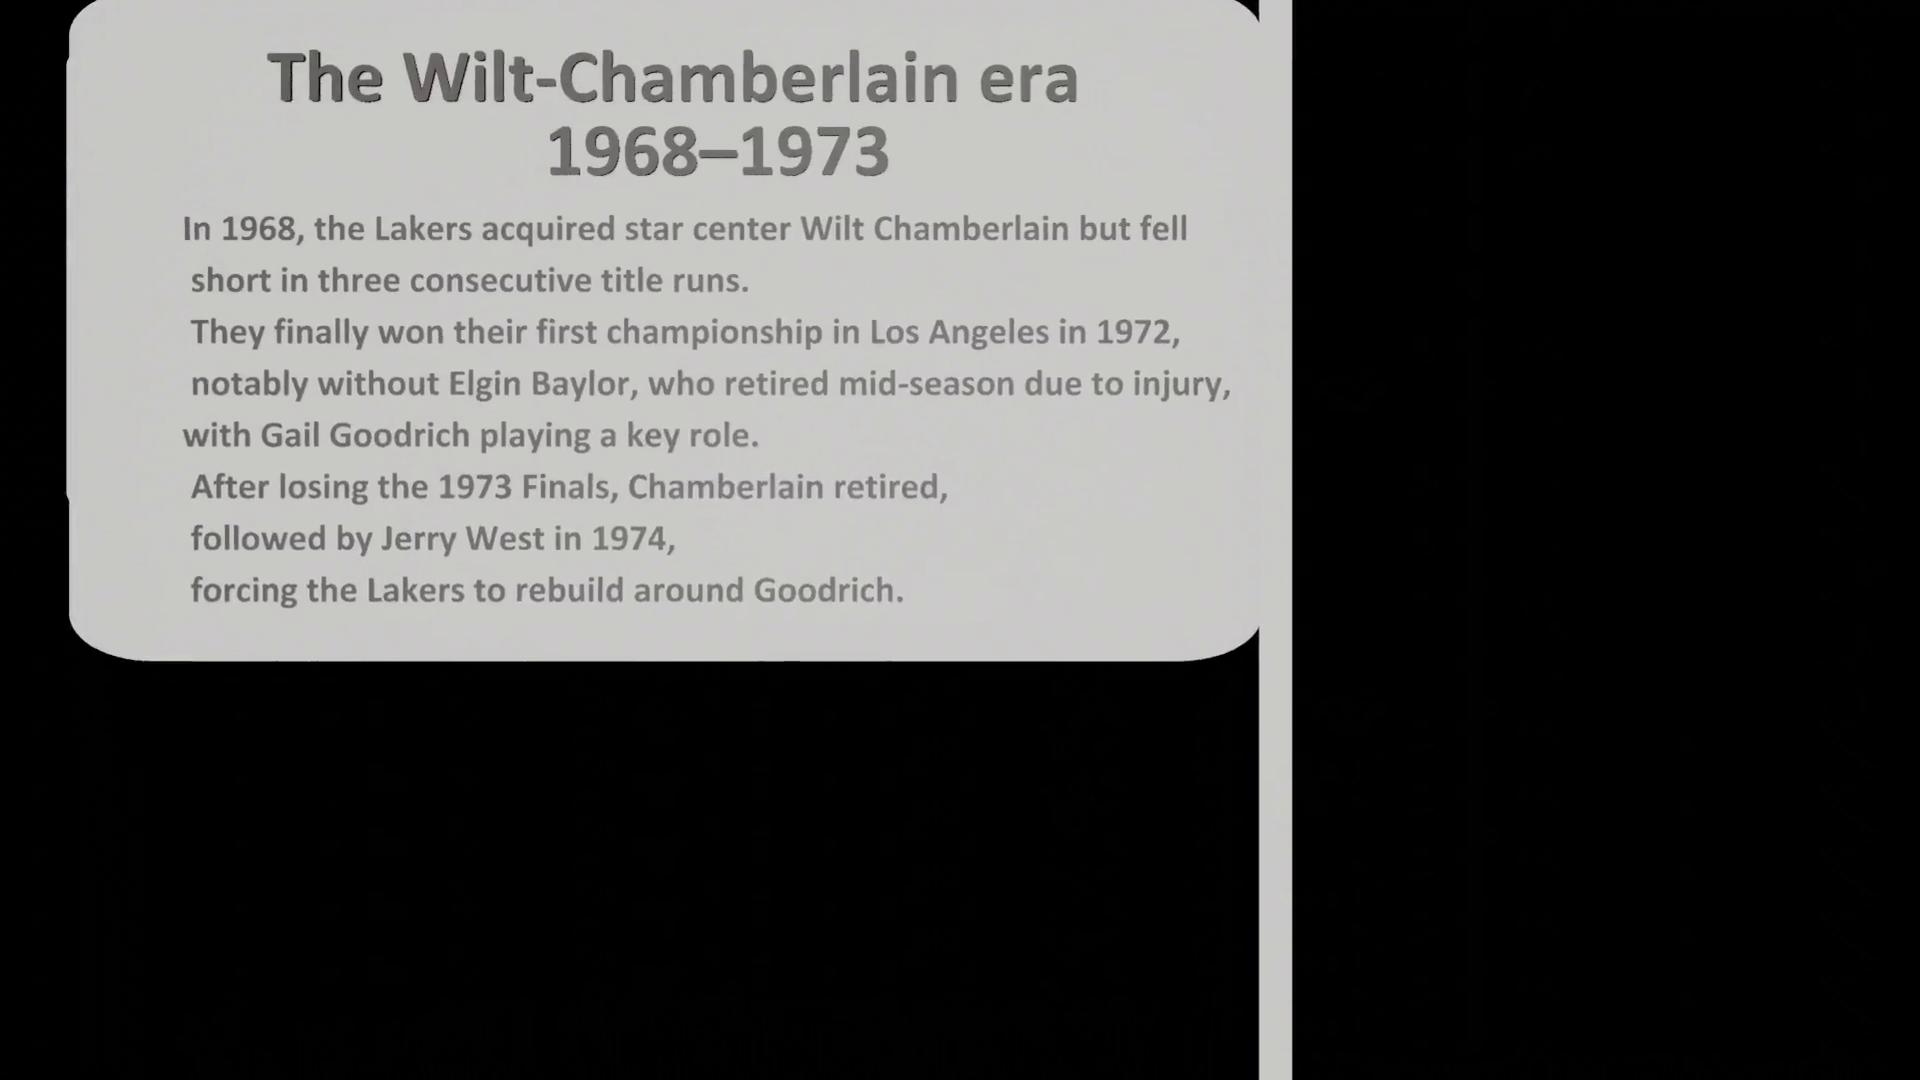 The Wilt-Chamberlain era
1968–1973
In 1968, the Lakers acquired star center Wilt Chamberlain but fell
short in three consecutive title runs.
They finally won their first championship in Los Angeles in 1972,
notably without Elgin Baylor, who retired mid-season due to injury,
with Gail Goodrich playing a key role.
After losing the 1973 Finals, Chamberlain retired,
followed by Jerry West in 1974,
forcing the Lakers to rebuild around Goodrich.